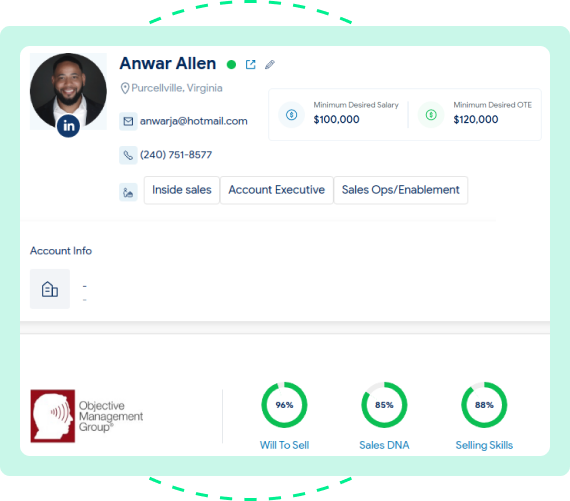 Anwar Allen
Purcellville, Virginia
Minimum Desired Salary
$100,000
Minimum Desired OTE
$120,000
in
anwarja@hotmail.com
(240) 751-8577
Inside sales
Account Executive
Sales Ops/Enablement
Account Info
-
-
Objective
Management
Group®
96%
85%
88%
Will To Sell
Sales DNA
Selling Skills